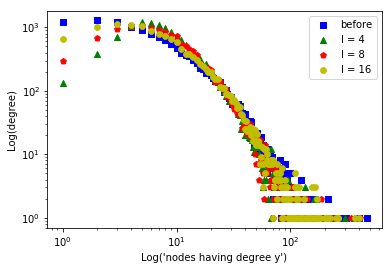 10³
10²
10¹
10⁰
Log(degree)
before
l = 4
l = 8
l = 16
10⁰
10¹
10²
Log('nodes having degree y')